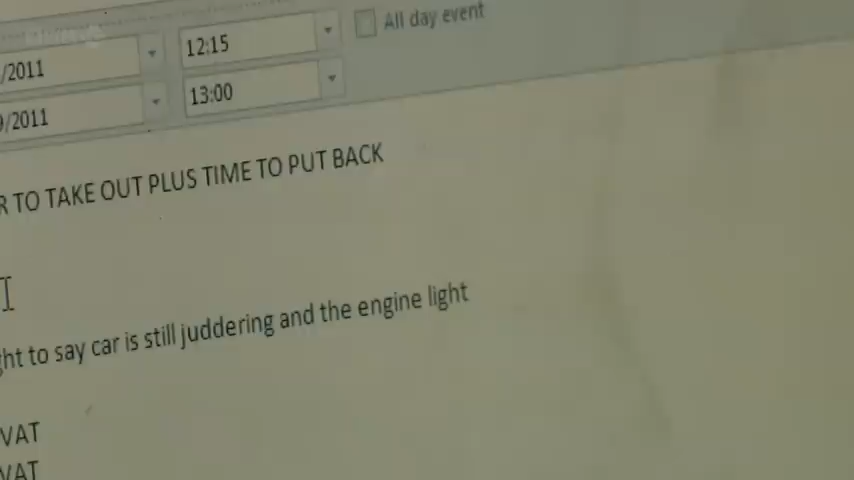 /2011 12:15 All day event
/2011 13:00
R TO TAKE OUT PLUS TIME TO PUT BACK
ght to say car is still juddering and the engine light
VAT
VAT